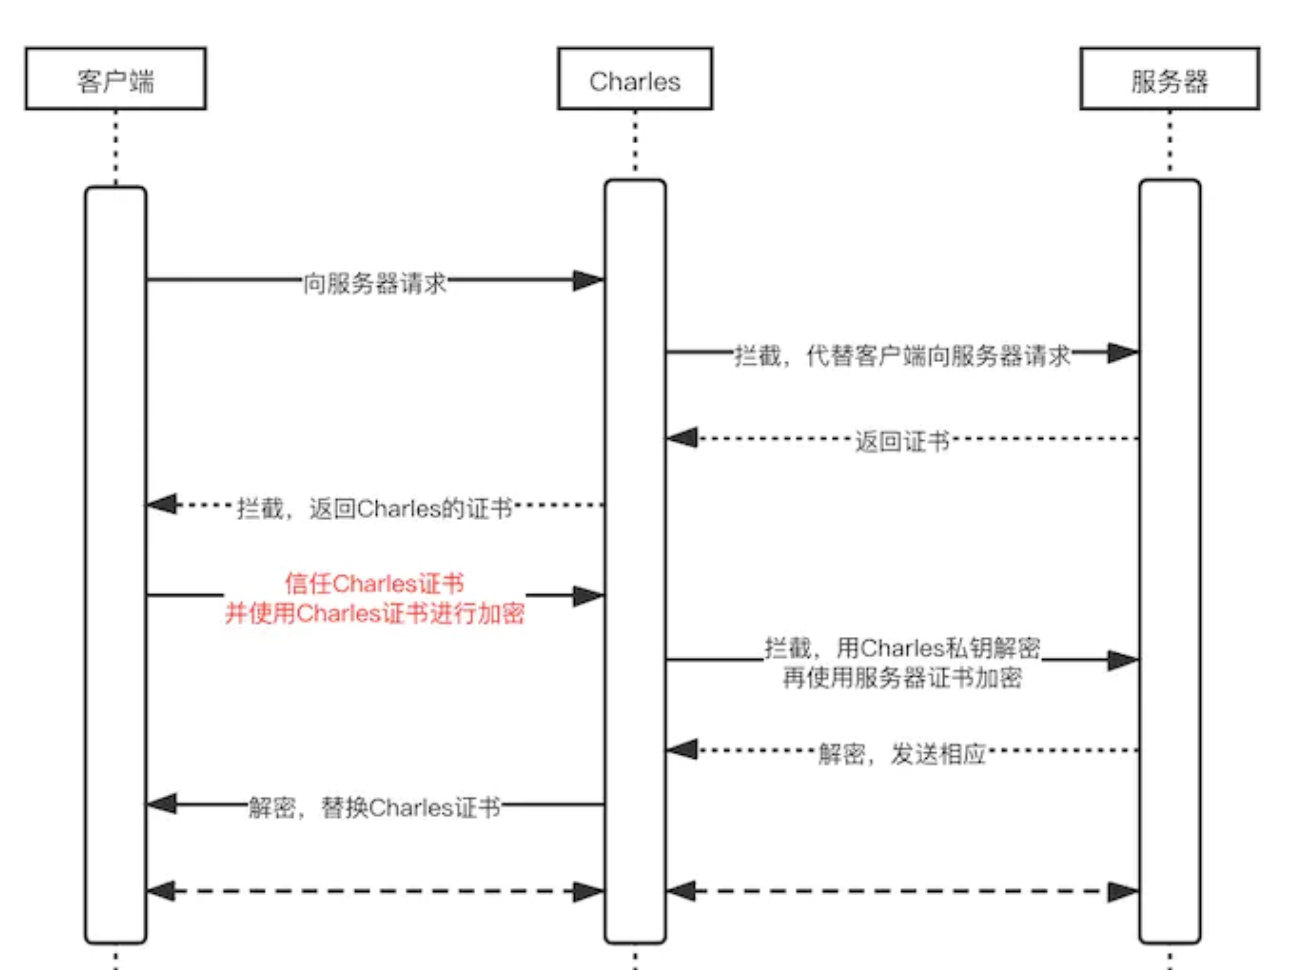 客户端
Charles
服务器
向服务器请求
拦截，代替客户端向服务器请求
返回证书
拦截，返回Charles的证书
信任Charles证书
并使用Charles证书进行加密
拦截，用Charles私钥解密
再使用服务器证书加密
解密，发送相应
解密，替换Charles证书